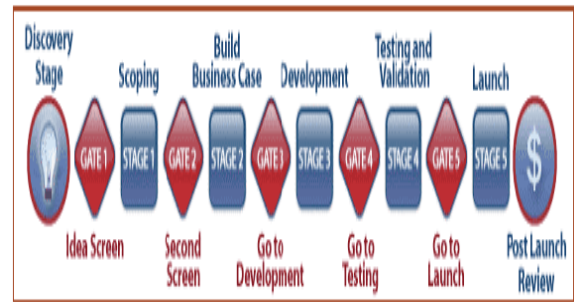 Discovery
Stage
Scoping
Build
Business Case
Development
Testing and
Validation
Launch
GATE 1
STAGE 1
GATE 2
STAGE 2
GATE 3
STAGE 3
GATE 4
STAGE 4
GATE 5
STAGE 5
$
Idea Screen
Second
Screen
Go to
Development
Go to
Testing
Go to
Launch
Post Launch
Review